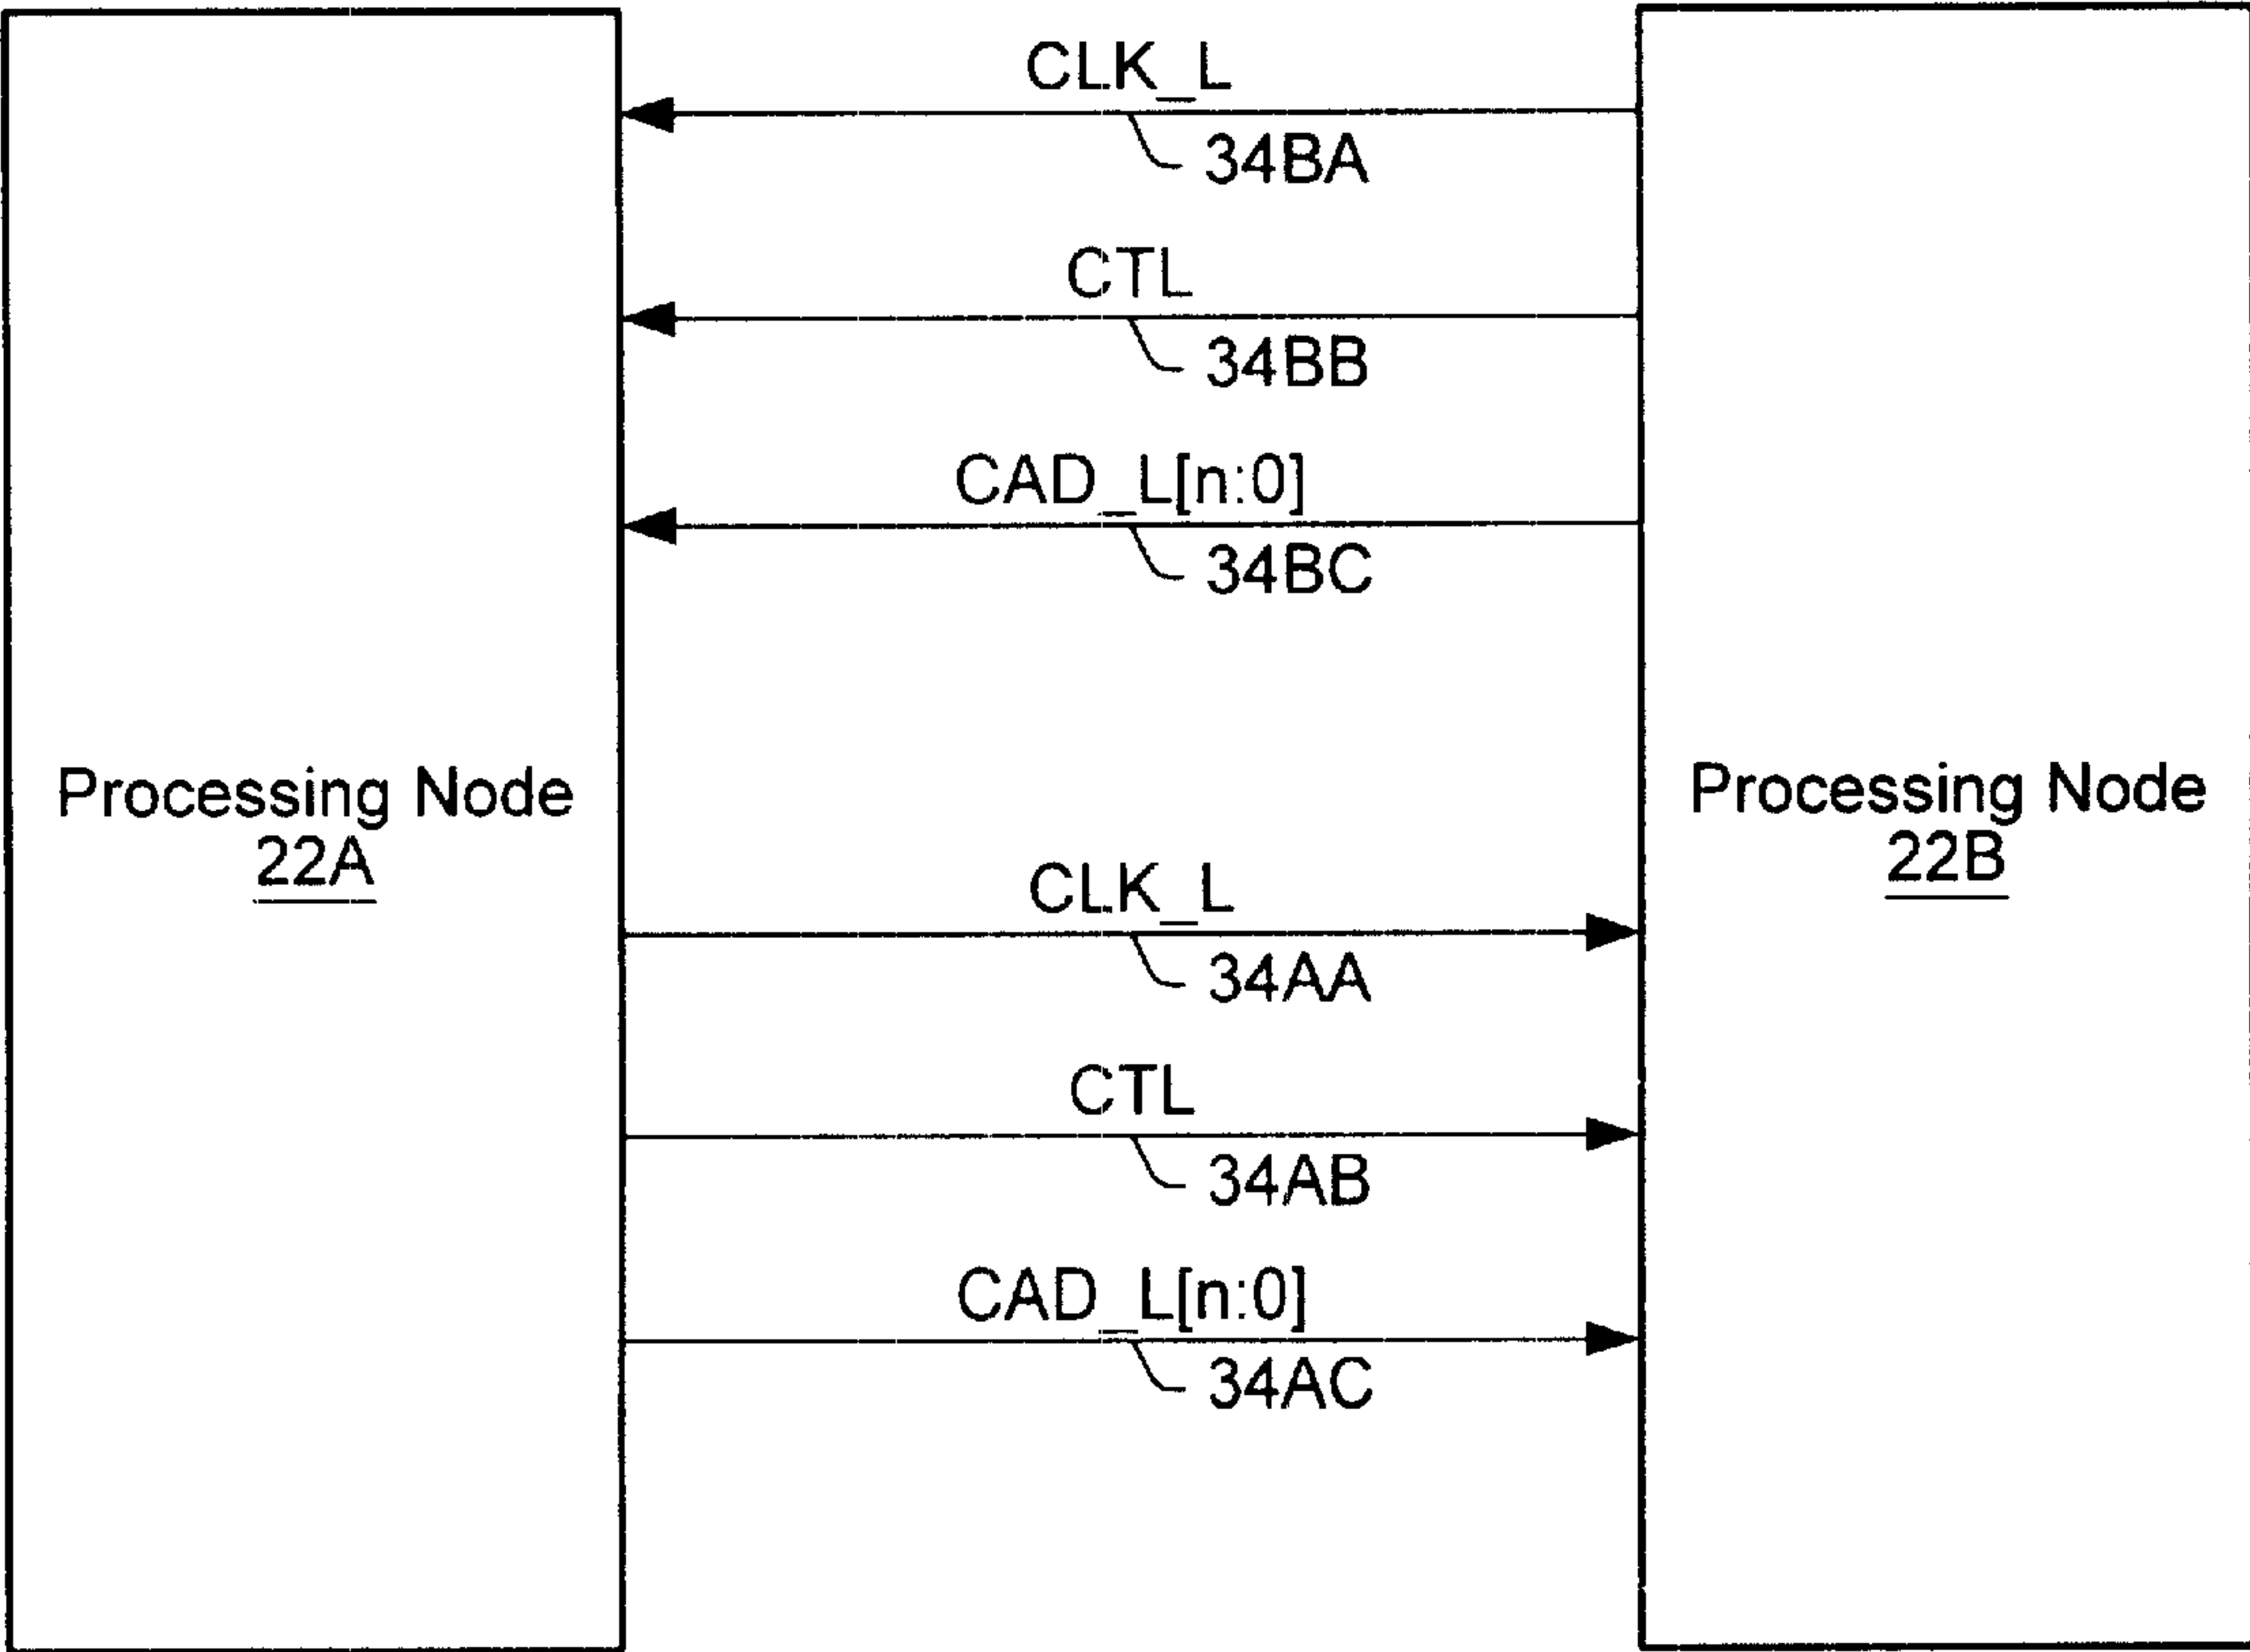 CLK_L
34BA
CTL
34BB
CAD_L[n:0]
34BC
Processing Node
22A
Processing Node
22B
CLK_L
34AA
CTL
34AB
CAD_L[n:0]
34AC